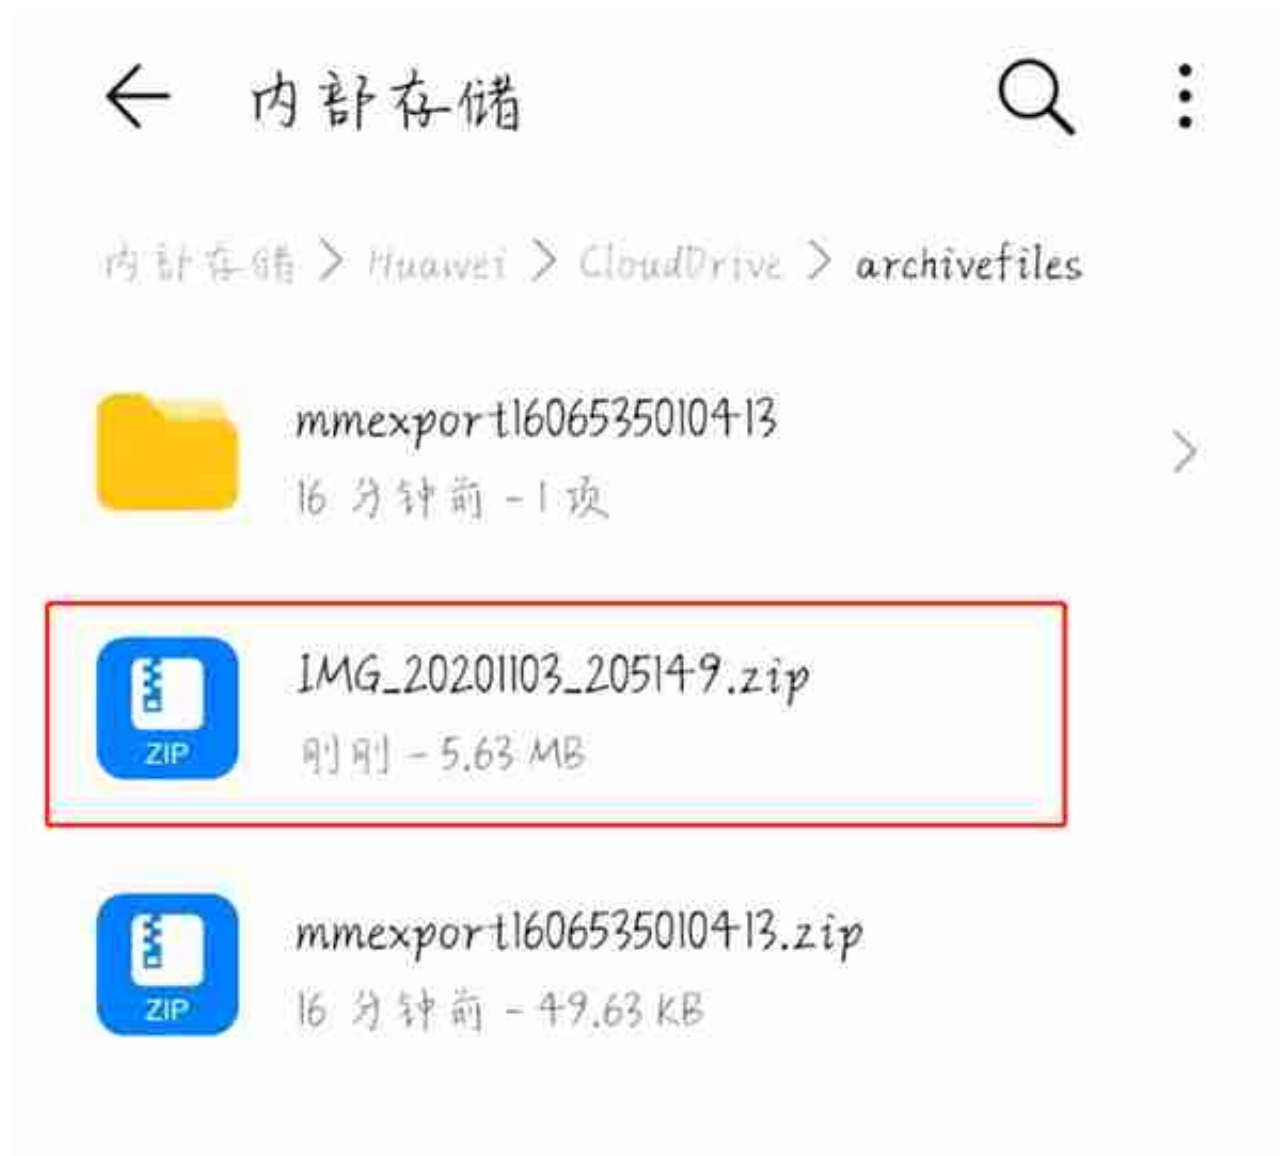 内部存储
内部存储 > Huawei > CloudDrive > archivefiles
mmexport1606535010413
16 分钟前 - 1 项
IMG_20201103_205149.zip
ZIP
刚刚 - 5.63 MB
mmexport1606535010413.zip
ZIP
16 分钟前 - 49.63 KB